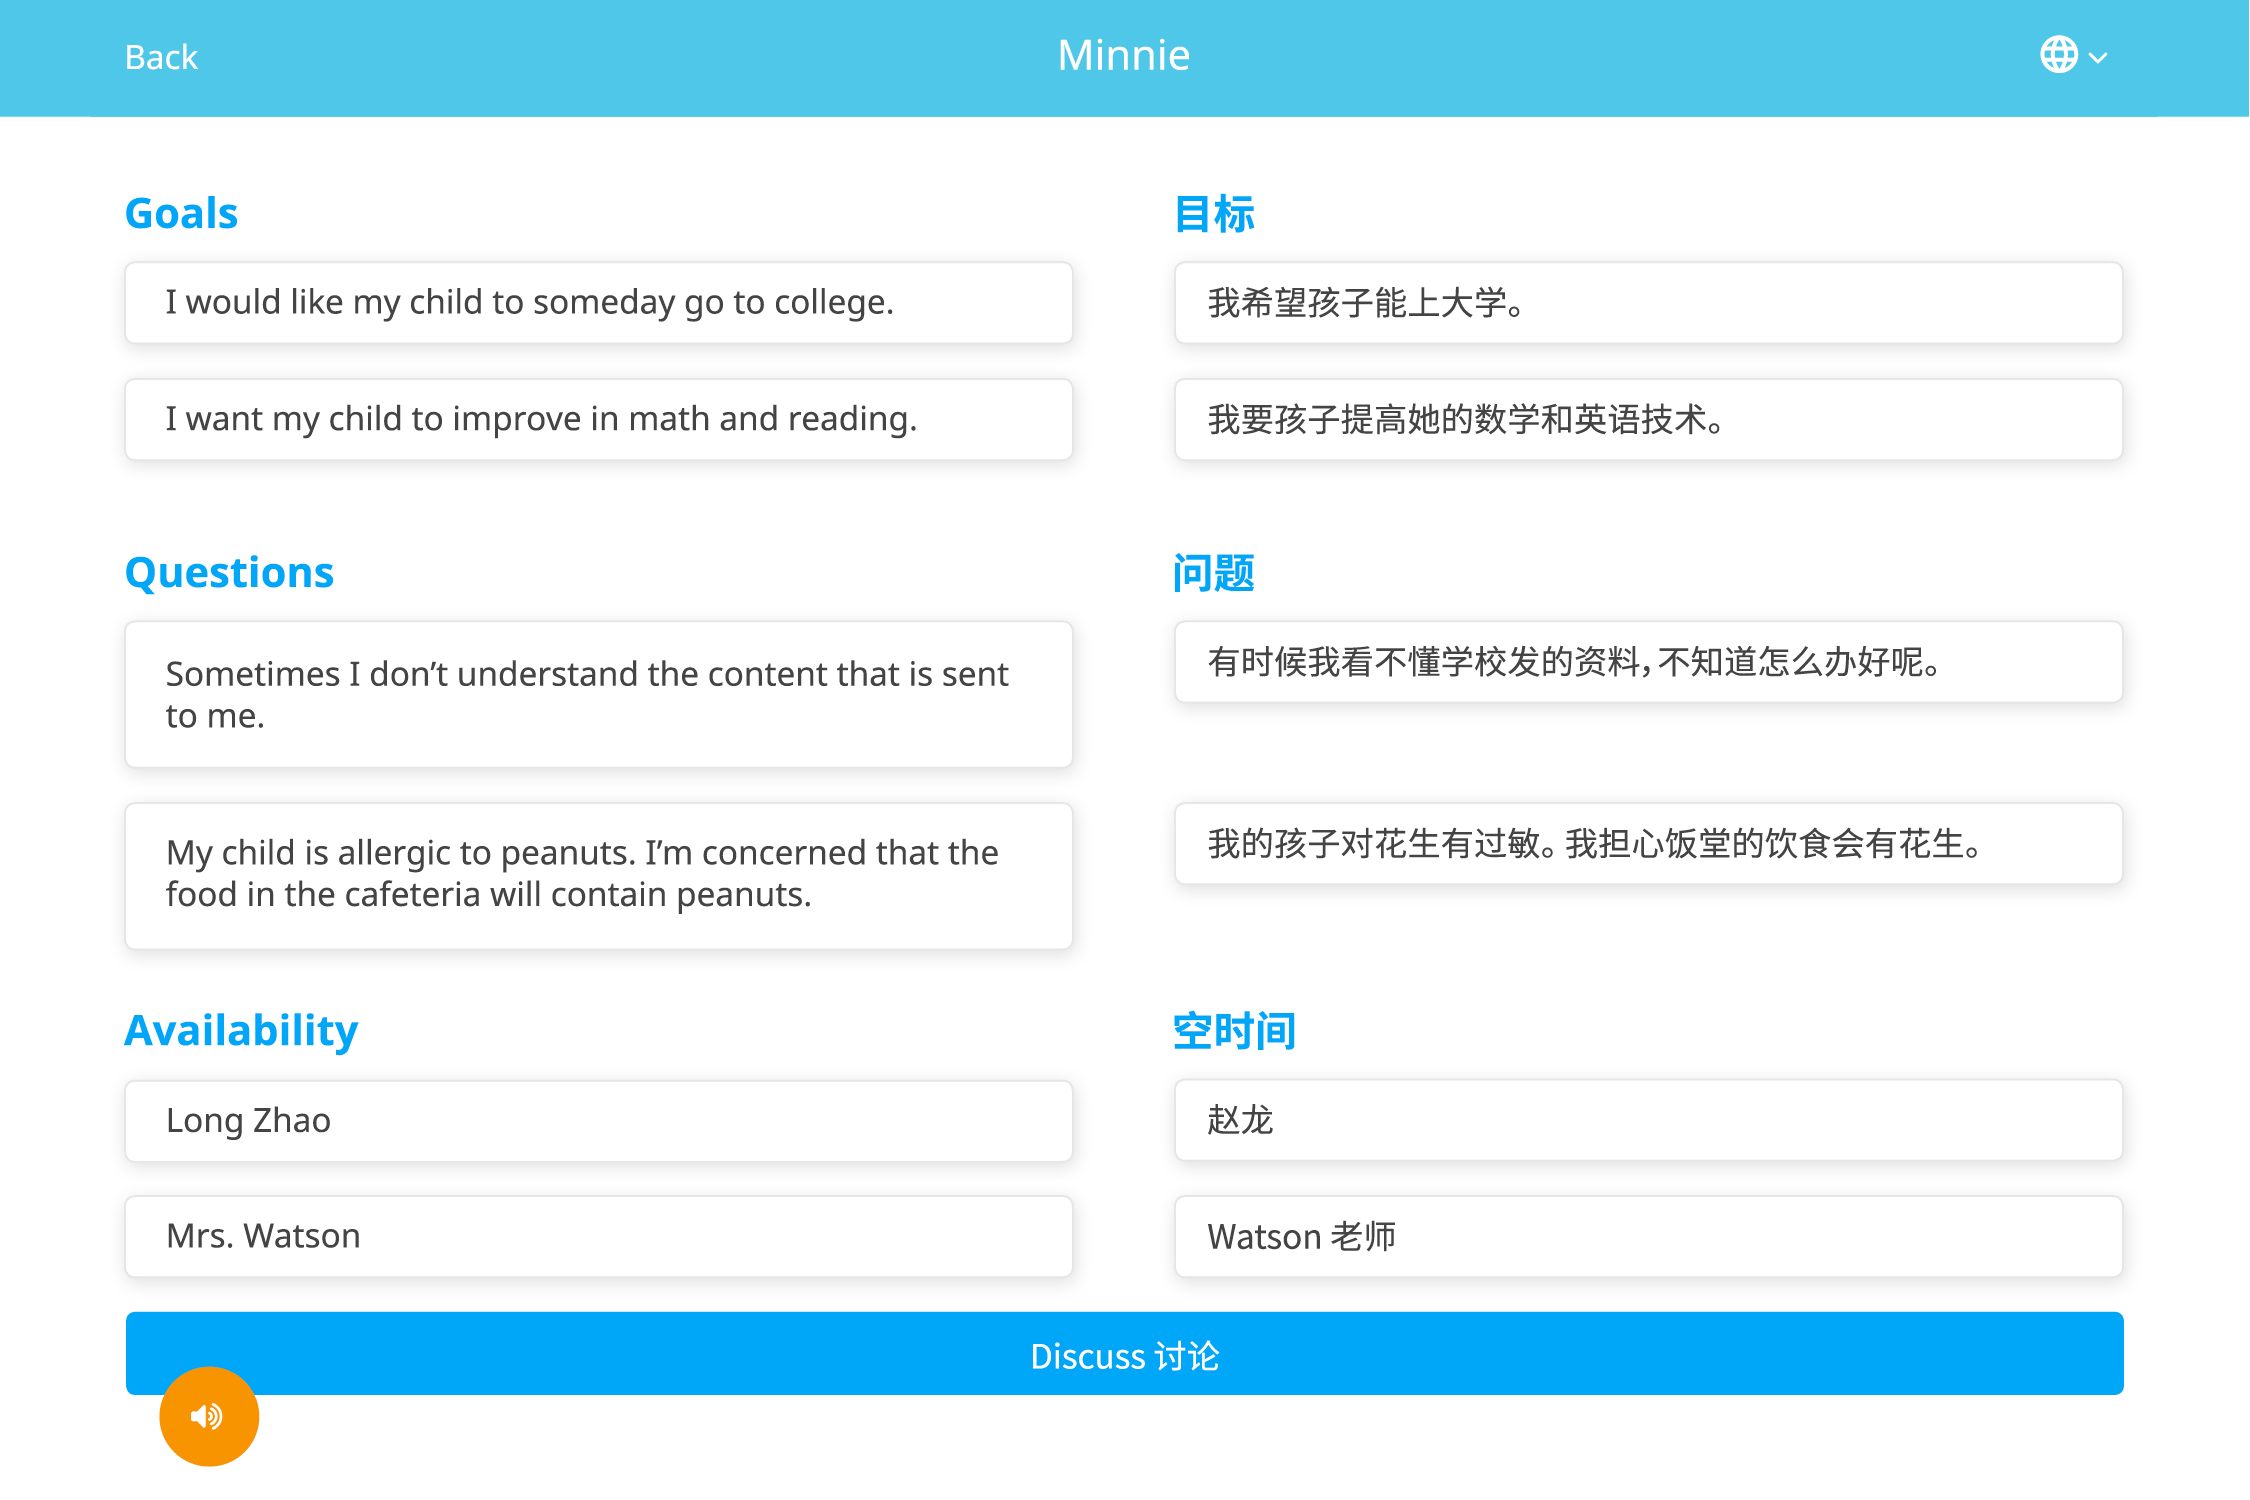 Back
Minnie
Goals
目标
I would like my child to someday go to college.
我希望孩子能上大学。
I want my child to improve in math and reading.
我要孩子提高她的数学和英语技术。
Questions
问题
Sometimes I don’t understand the content that is sent
to me.
有时候我看不懂学校发的资料，不知道怎么办好呢。
My child is allergic to peanuts. I’m concerned that the
food in the cafeteria will contain peanuts.
我的孩子对花生有过敏。我担心饭堂的饮食会有花生。
Availability
空时间
Long Zhao
赵龙
Mrs. Watson
Watson 老师
Discuss 讨论